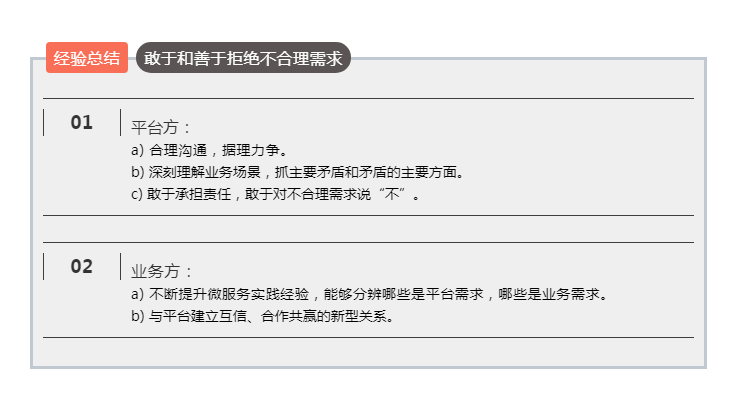 经验总结 敢于和善于拒绝不合理需求
01 平台方：
a) 合理沟通，据理力争。
b) 深刻理解业务场景，抓主要矛盾和矛盾的主要方面。
c) 敢于承担责任，敢于对不合理需求说“不”。
02 业务方：
a) 不断提升微服务实践经验，能够分辨哪些是平台需求，哪些是业务需求。
b) 与平台建立互信、合作共赢的新型关系。